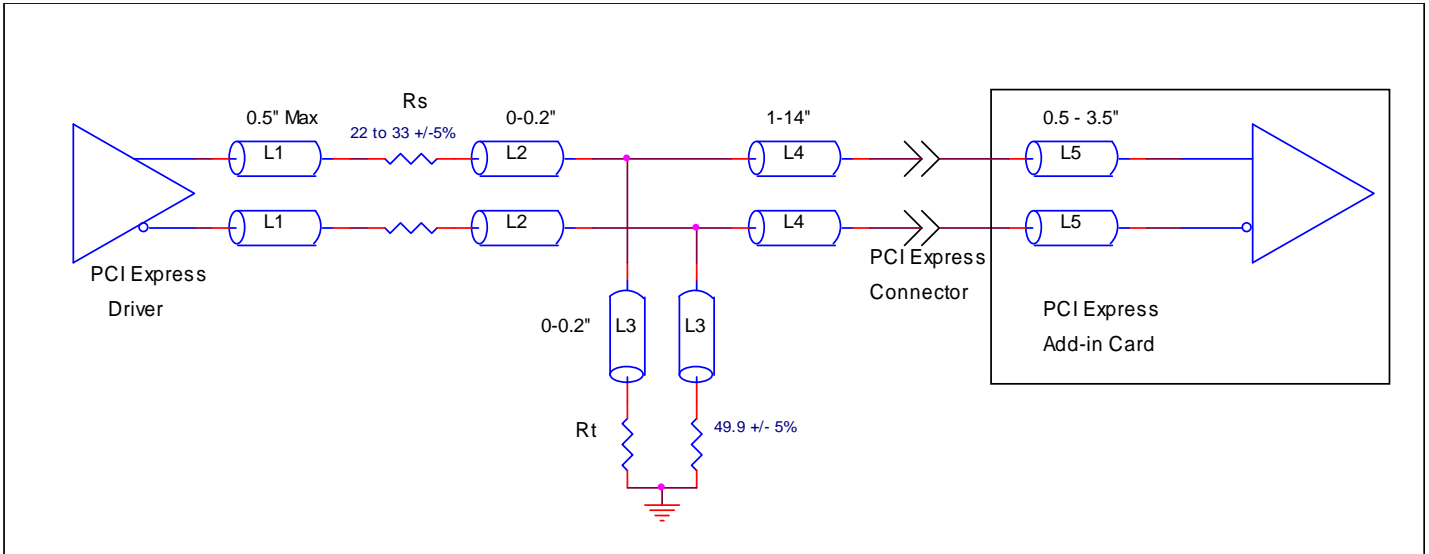 Rs
0.5" Max
22 to 33 +/-5%
0-0.2"
1-14"
0.5 - 3.5"
L1
L2
L4
L5
L1
L2
L4
L5
PCI Express
Driver
PCI Express
Connector
0-0.2"
L3
L3
PCI Express
Add-in Card
Rt
49.9 +/- 5%